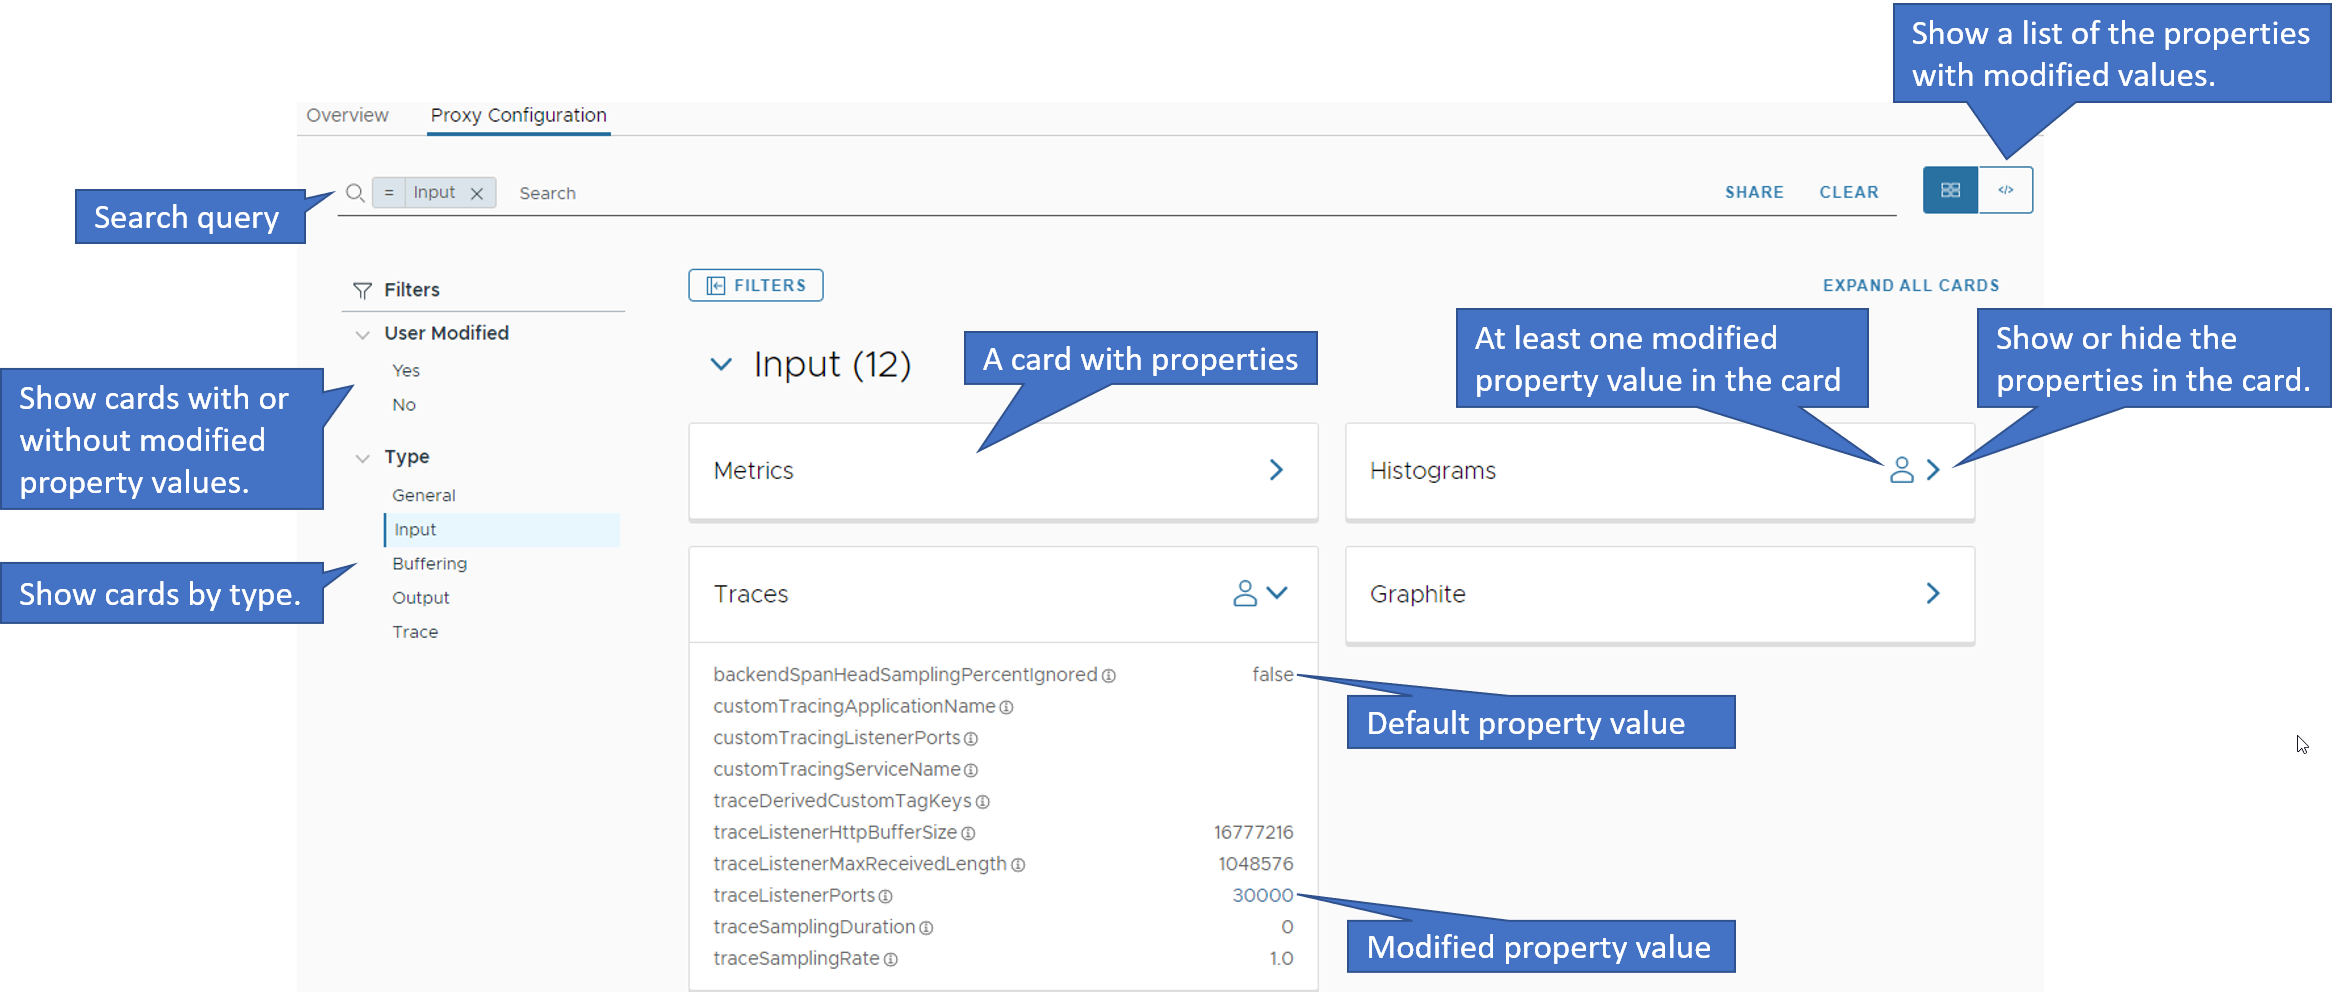 Show a list of the properties
with modified values.
Overview
Proxy Configuration
Search query
= Input
Search
SHARE
CLEAR
</>
Filters
FILTERS
EXPAND ALL CARDS
User Modified
Yes
No
Show cards with or
without modified
property values.
Input (12)
A card with properties
At least one modified
property value in the card
Show or hide the
properties in the card.
Type
General
Input
Buffering
Output
Trace
Show cards by type.
Metrics
Histograms
Traces
Graphite
backendSpanHeadSamplingPercentIgnored false
customTracingApplicationName
customTracingListenerPorts
customTracingServiceName
traceDerivedCustomTagKeys
traceListenerHttpBufferSize 16777216
traceListenerMaxReceivedLength 1048576
traceListenerPorts 30000
traceSamplingDuration 0
traceSamplingRate 1.0
Default property value
Modified property value